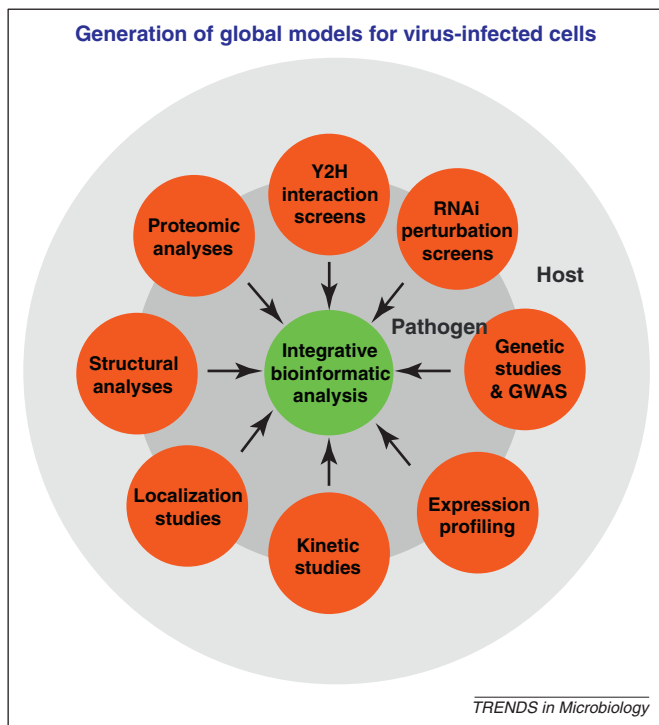 Generation of global models for virus-infected cells
Y2H
interaction
screens
RNAi
perturbation
screens
Proteomic
analyses
Host
Pathogen
Structural
analyses
Integrative
bioinformatic
analysis
Genetic
studies
& GWAS
Localization
studies
Kinetic
studies
Expression
profiling
TRENDS in Microbiology